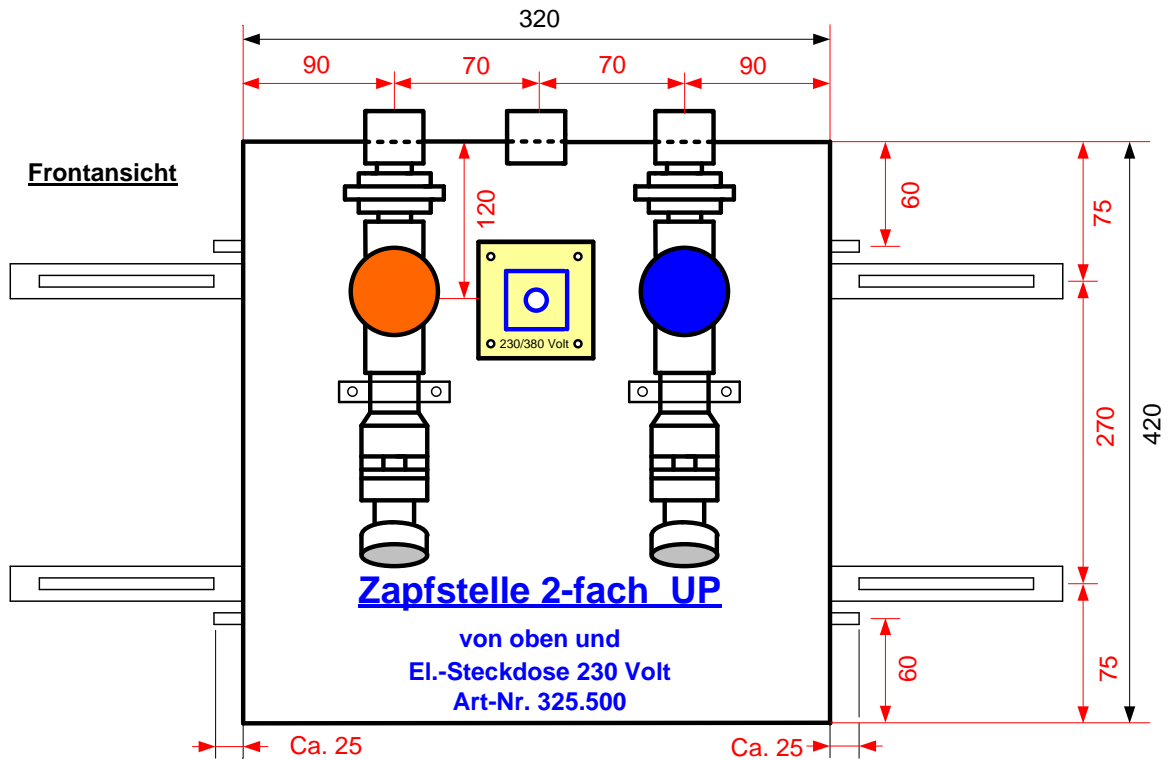 320
90 70 70 90
Frontansicht
120
60
75
230/380 Volt
270
420
Zapfstelle 2-fach UP
von oben und
El.-Steckdose 230 Volt
Art-Nr. 325.500
60
75
Ca. 25 Ca. 25